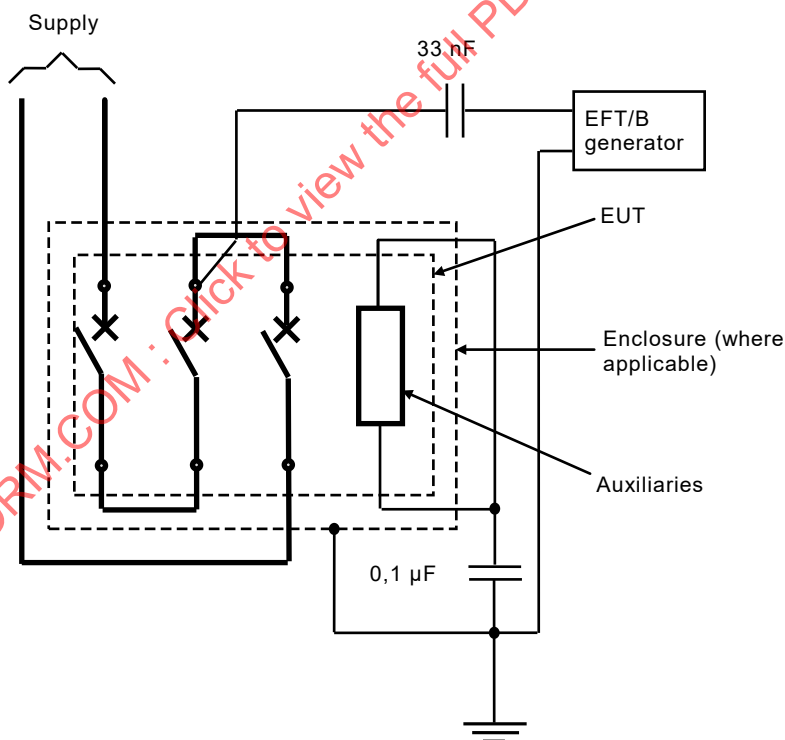 Supply
33 nF
EFT/B
generator
EUT
Enclosure (where
applicable)
Auxiliaries
0,1 µF
RM.COM : Click to view the full PD